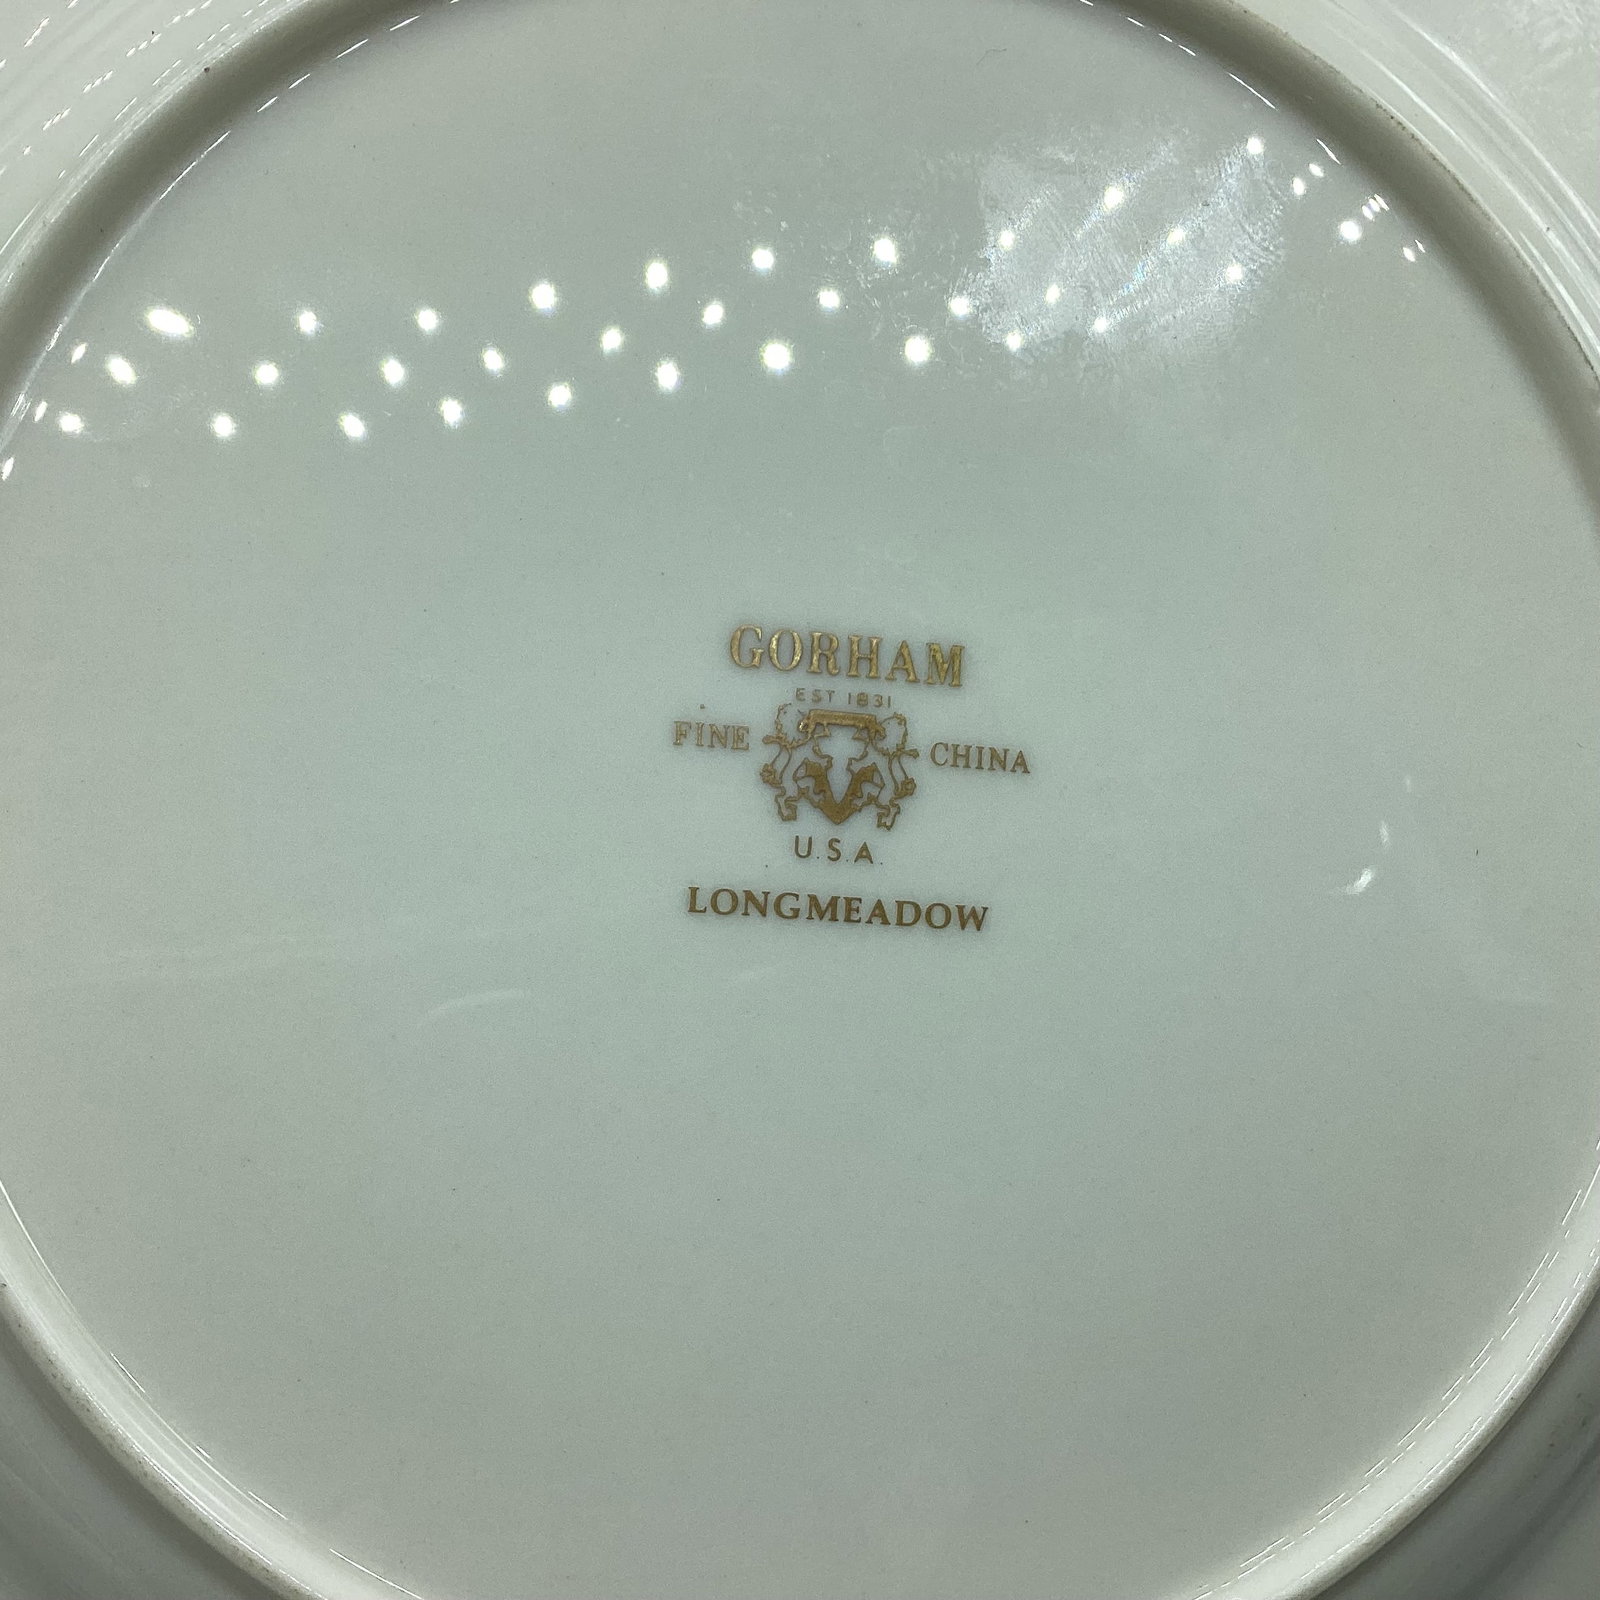 GORHAM
EST 1831
FINE CHINA
U.S.A.
LONGMEADOW